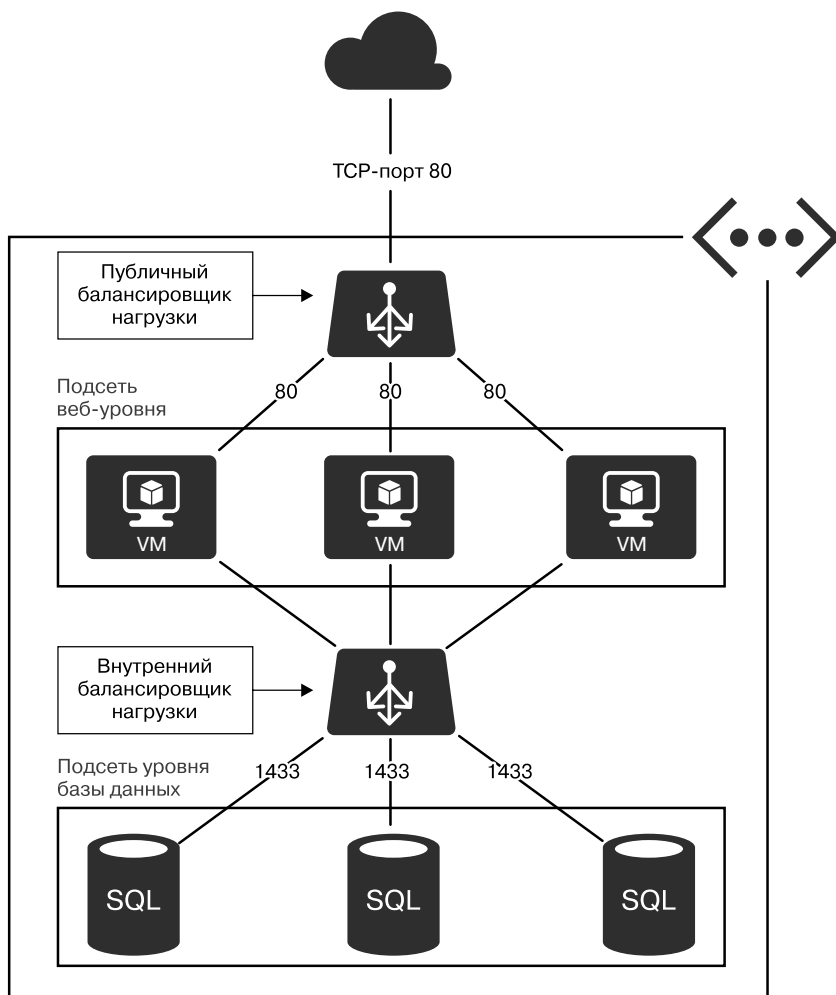 TCP-порт 80
Публичный
балансировщик
нагрузки
Подсеть
веб-уровня
80
80
80
VM
VM
VM
Внутренний
балансировщик
нагрузки
Подсеть уровня
базы данных
1433
1433
1433
SQL
SQL
SQL